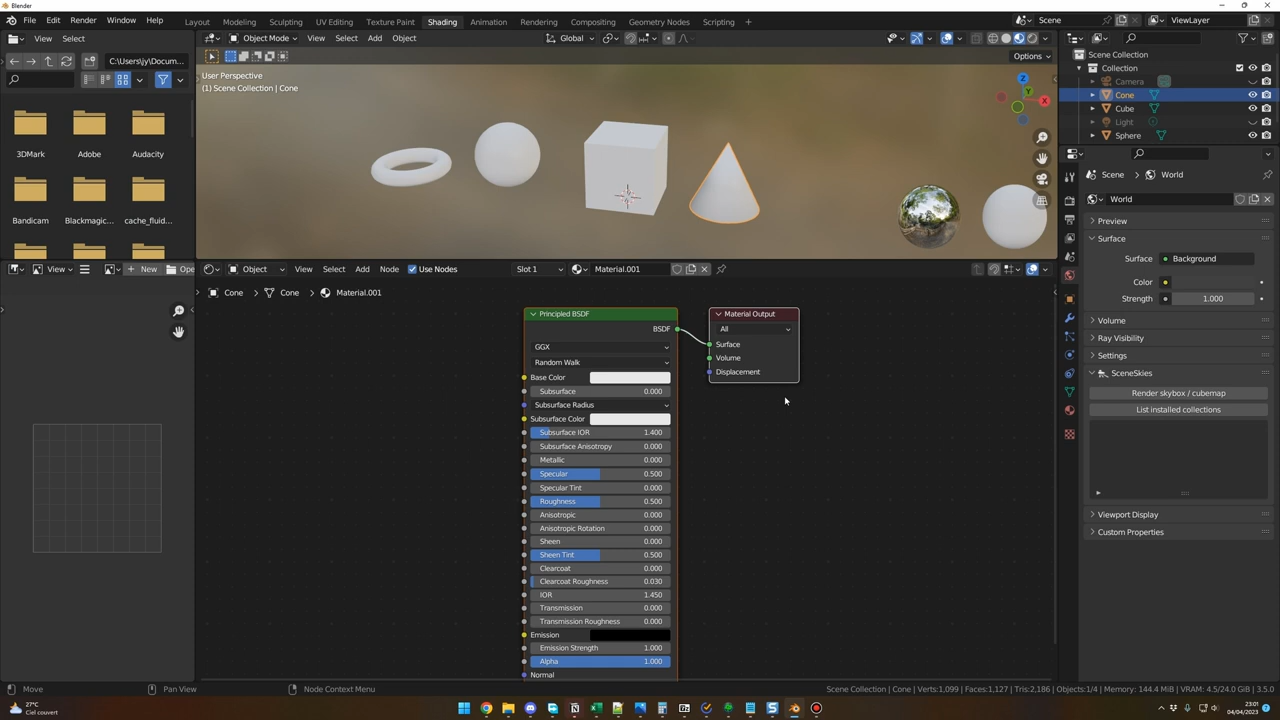 Blender
File Edit Render Window Help
Layout Modeling Sculpting UV Editing Texture Paint Shading Animation Rendering Compositing Geometry Nodes Scripting +
Scene
ViewLayer
View Select
C:\Users\jy\Docum...
3DMark Adobe Audacity
Bandicam Blackmagic... cache_fluid...
Object Mode View Select Add Object
Global
Options
User Perspective
(1) Scene Collection | Cone
X
Y
Z
Scene Collection
Collection
Camera
Cone
Cube
Light
Sphere
Scene > World
World
Preview
Surface
Surface Background
Color
Strength 1.000
Volume
Ray Visibility
Settings
SceneSkies
Render skybox / cubemap
List installed collections
Viewport Display
Custom Properties
View
New
Ope
Object View Select Add Node Use Nodes Slot 1 Material.001
Cone > Cone > Material.001
Principled BSDF
BSDF
GGX
Random Walk
Base Color
Subsurface 0.000
Subsurface Radius
Subsurface Color
Subsurface IOR 1.400
Subsurface Anisotropy 0.000
Metallic 0.000
Specular 0.500
Specular Tint 0.000
Roughness 0.500
Anisotropic 0.000
Anisotropic Rotation 0.000
Sheen 0.000
Sheen Tint 0.500
Clearcoat 0.000
Clearcoat Roughness 0.030
IOR 1.450
Transmission 0.000
Transmission Roughness 0.000
Emission
Emission Strength 1.000
Alpha 1.000
Normal
Material Output
All
Surface
Volume
Displacement
Move
Pan View
Node Context Menu
Scene Collection | Cone | Verts:1,099 | Faces:1,127 | Tris:2,186 | Objects:1/4 | Memory: 144.4 MiB | VRAM: 4.5/24.0 GiB | 3.5.0
27°C
Ciel couvert
23:01
04/04/2023